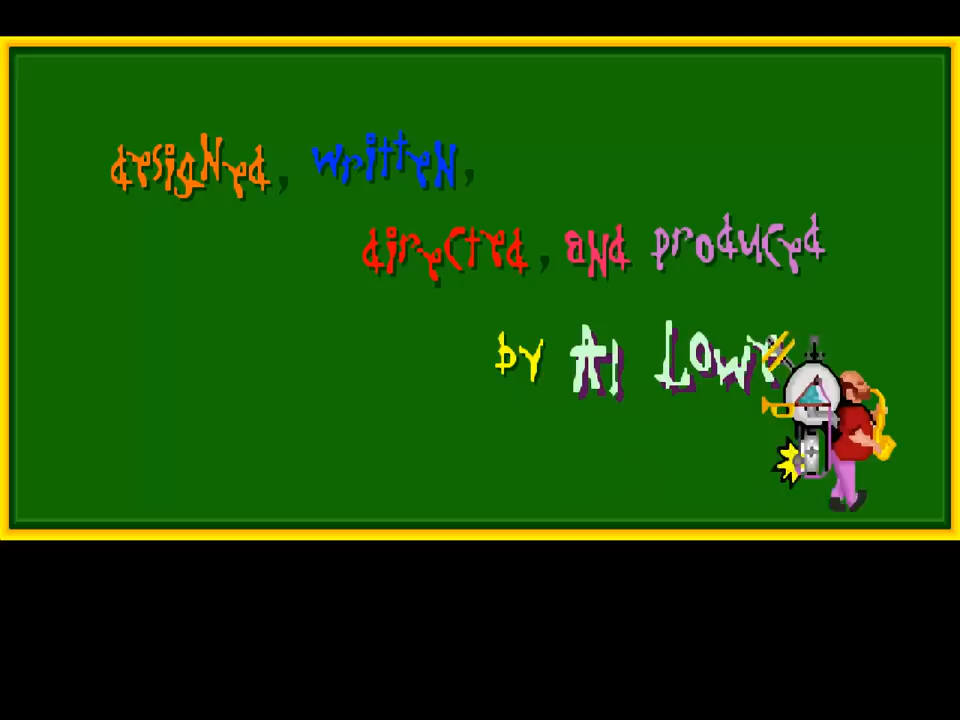 designed, written,
directed, and produced
by Al Lowe